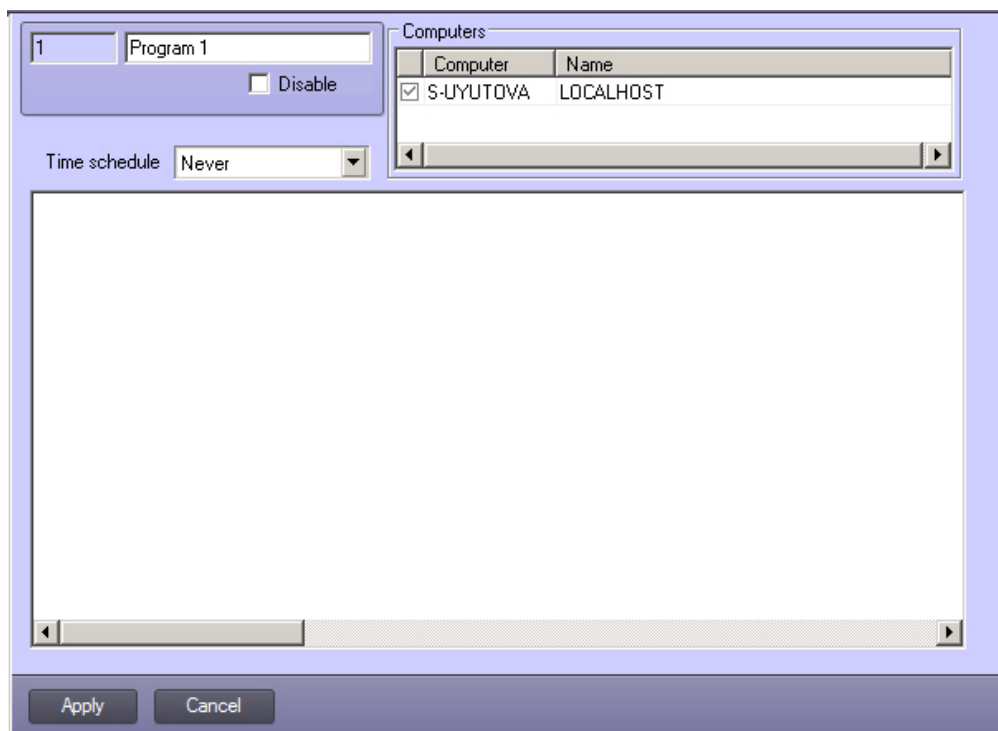 1 Program 1
Disable
Time schedule Never
Computers
Computer Name
S-UYUTOVA LOCALHOST
Apply Cancel